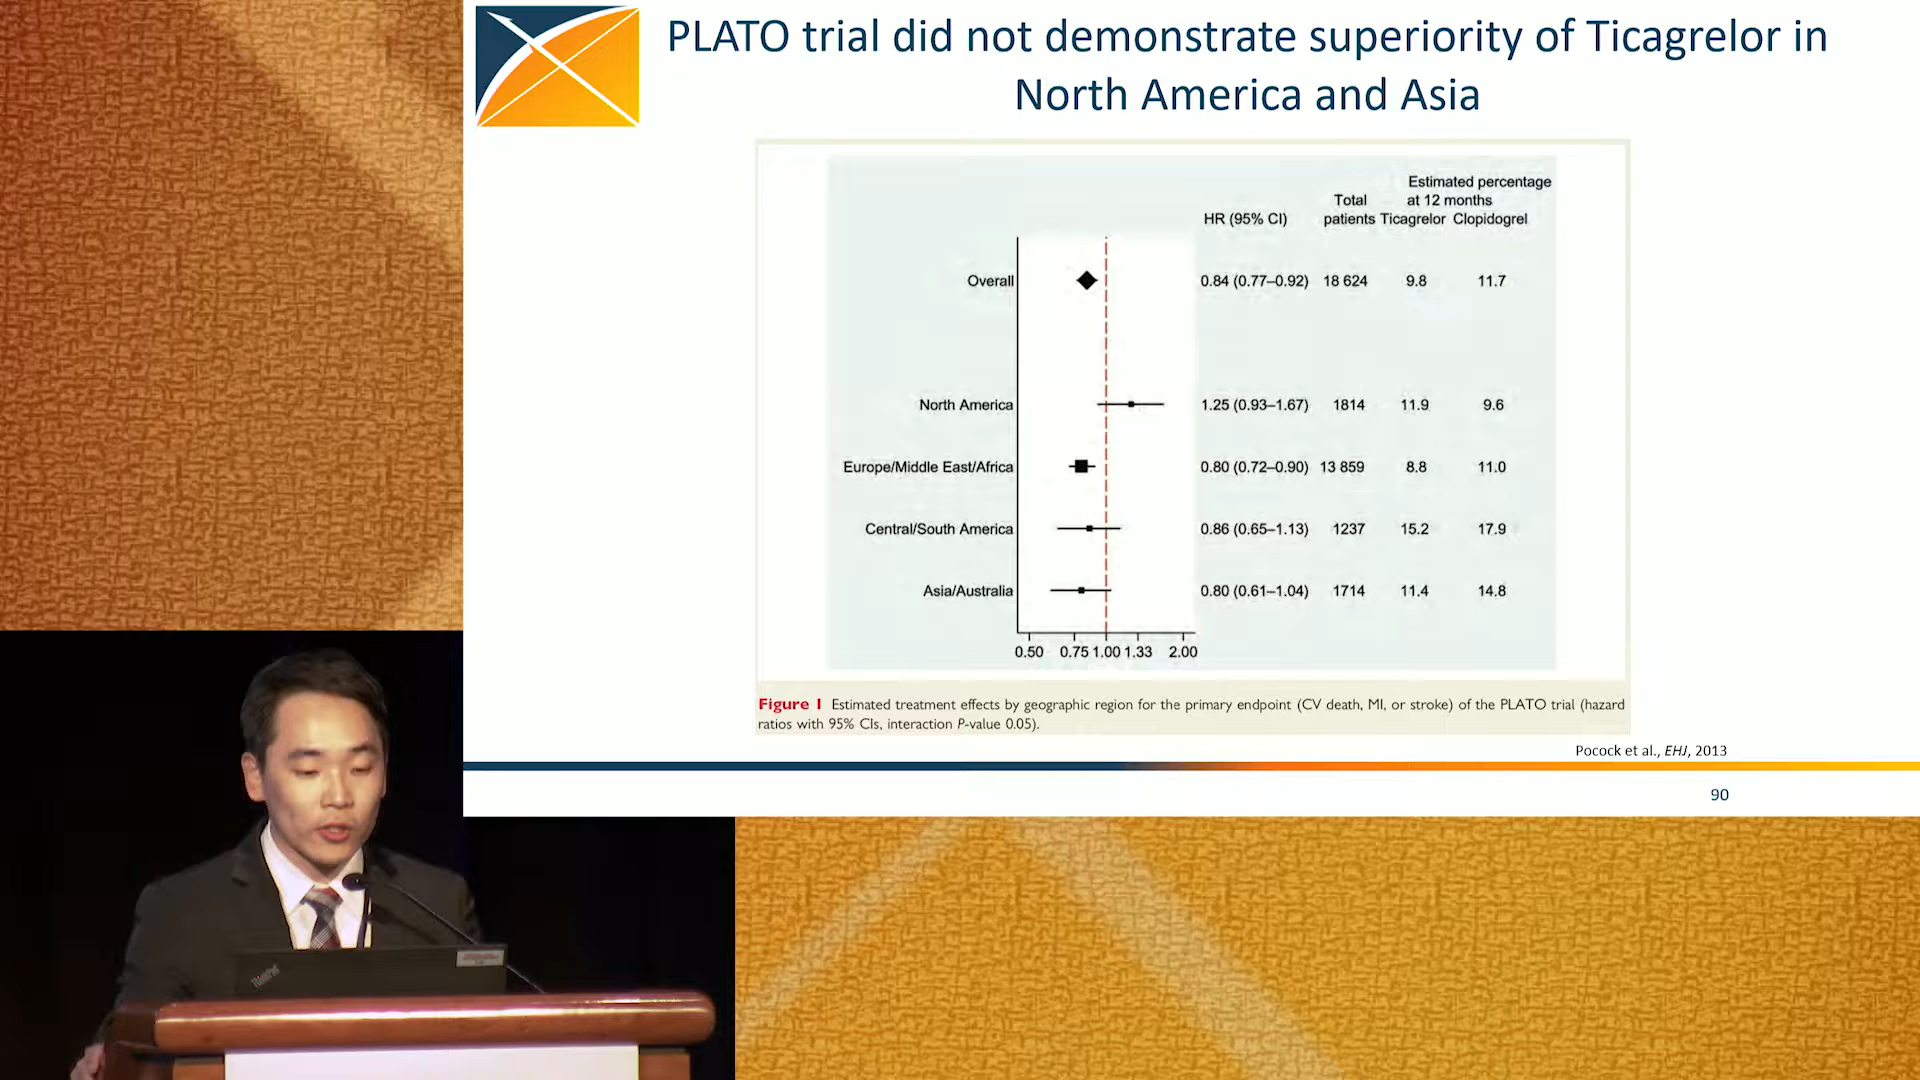 PLATO trial did not demonstrate superiority of Ticagrelor in
North America and Asia
Estimated percentage
Total at 12 months
HR (95% CI) patients Ticagrelor Clopidogrel
Overall 0.84 (0.77–0.92) 18 624 9.8 11.7
North America 1.25 (0.93–1.67) 1814 11.9 9.6
Europe/Middle East/Africa 0.80 (0.72–0.90) 13 859 8.8 11.0
Central/South America 0.86 (0.65–1.13) 1237 15.2 17.9
Asia/Australia 0.80 (0.61–1.04) 1714 11.4 14.8
0.50 0.75 1.00 1.33 2.00
Figure 1 Estimated treatment effects by geographic region for the primary endpoint (CV death, MI, or stroke) of the PLATO trial (hazard
ratios with 95% CIs, interaction P-value 0.05).
Pocock et al., EHJ, 2013
90
ThinkPad